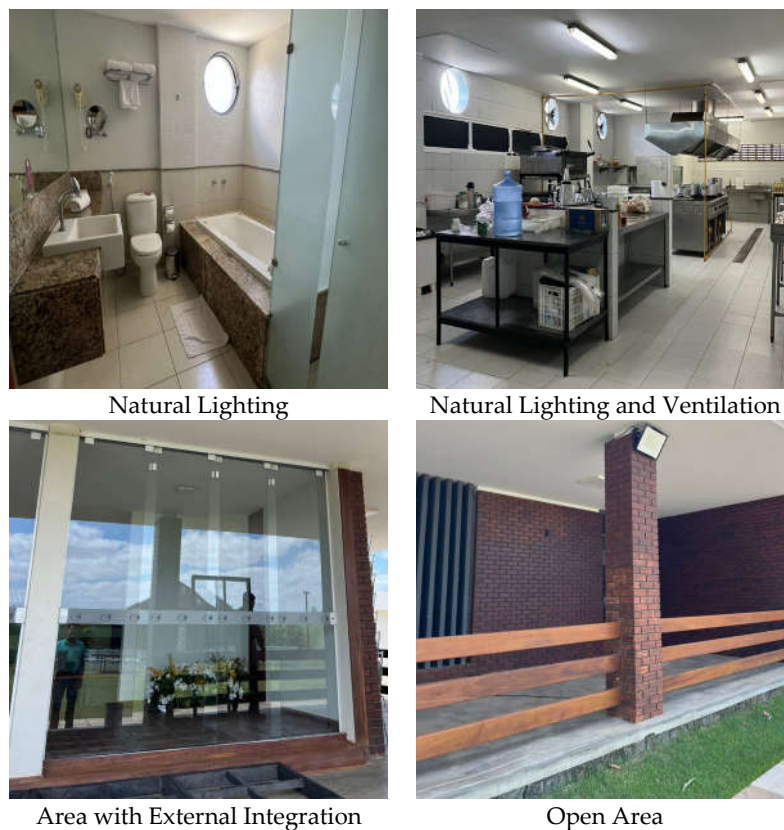 Natural Lighting
Natural Lighting and Ventilation
Area with External Integration
Open Area